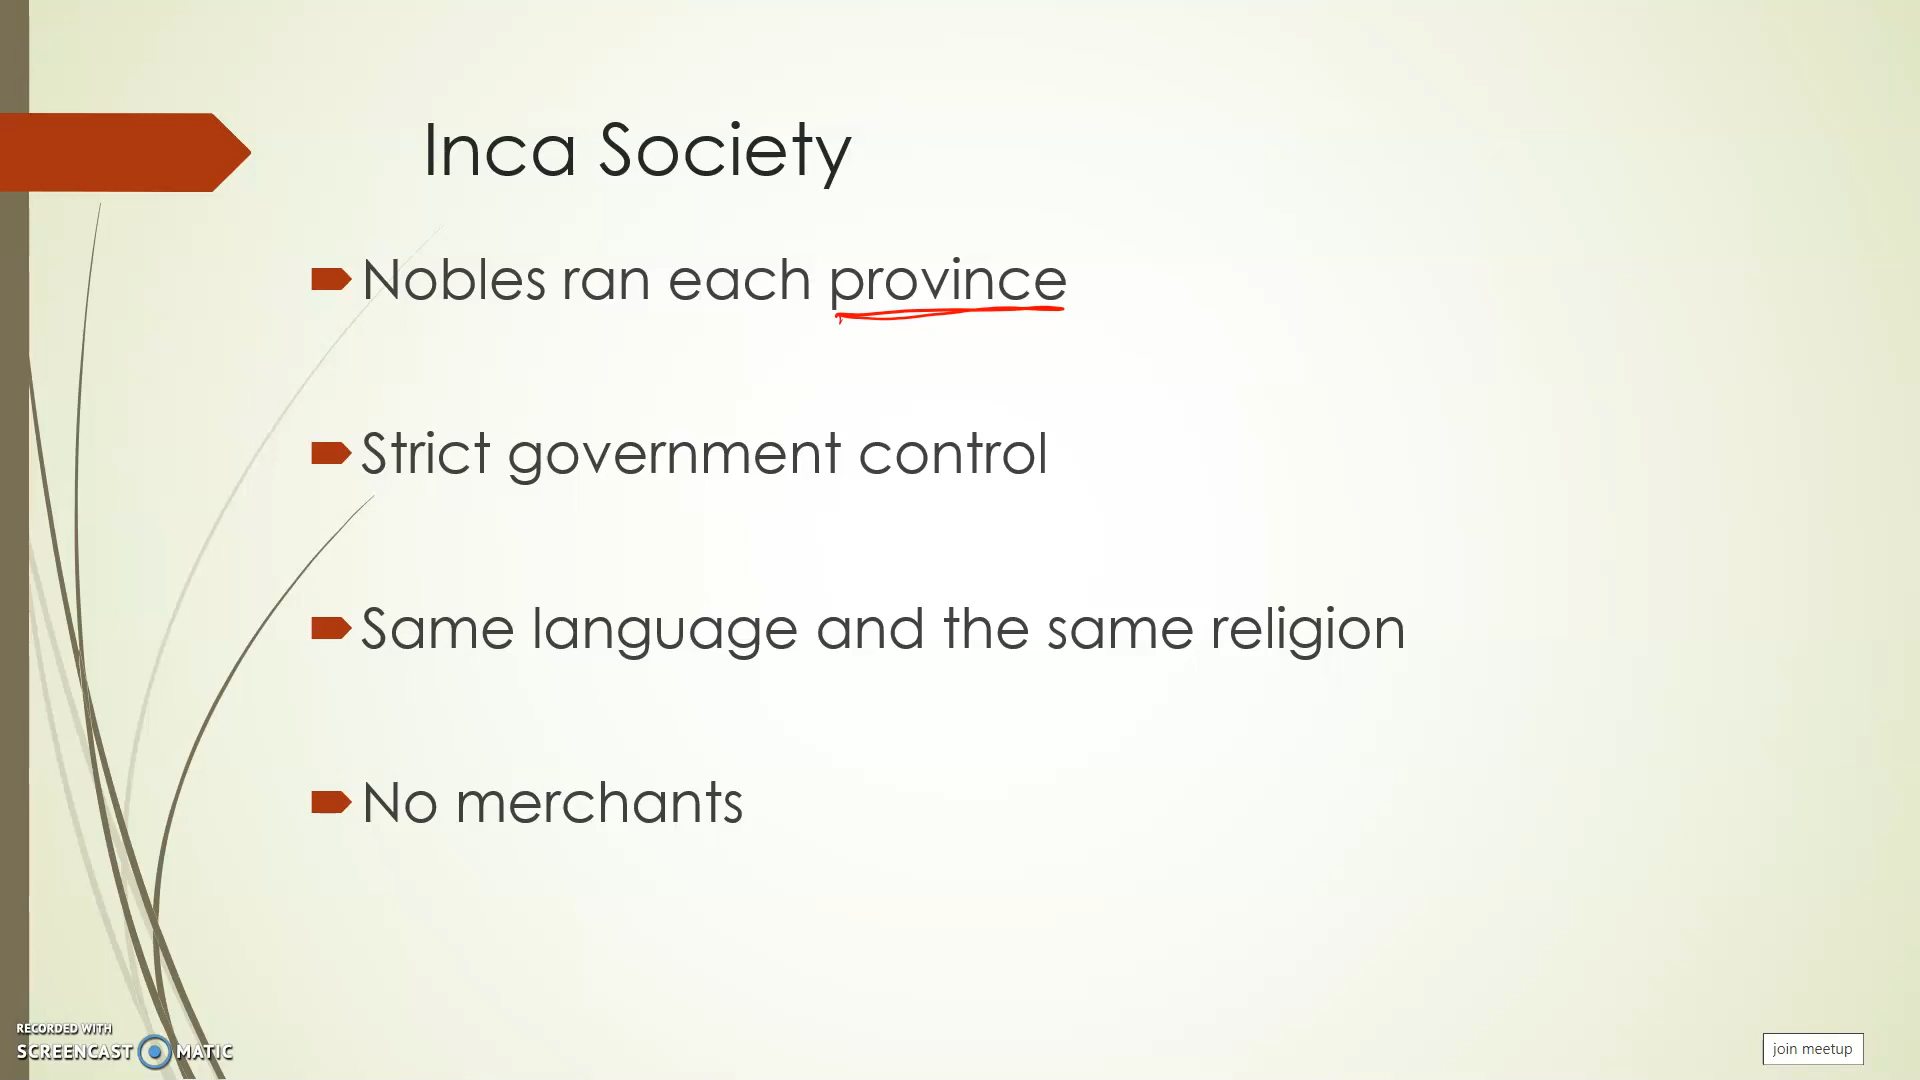 Inca Society
Nobles ran each province
Strict government control
Same language and the same religion
No merchants
RECORDED WITH
SCREENCAST MATIC
join meetup